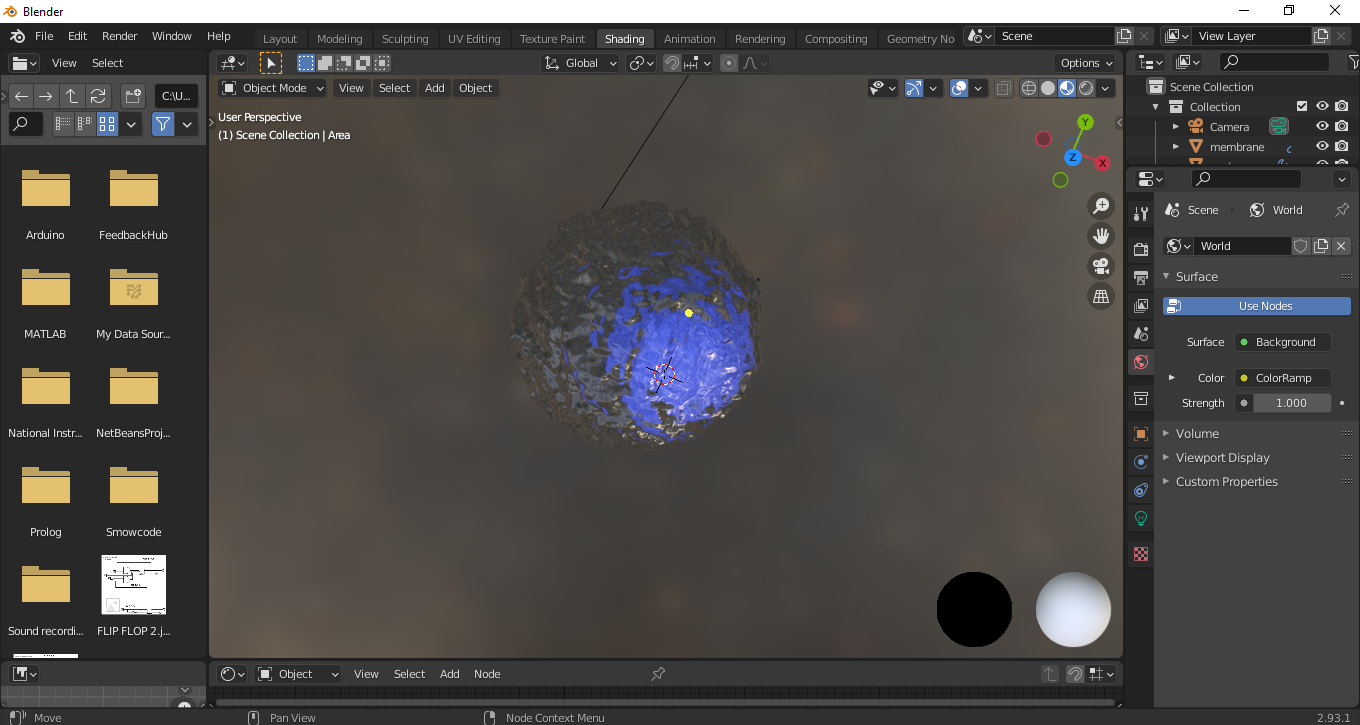 Blender
File Edit Render Window Help Layout Modeling Sculpting UV Editing Texture Paint Shading Animation Rendering Compositing Geometry No Scene View Layer
View Select Global Options
C:\U... Object Mode View Select Add Object Scene Collection
Collection
User Perspective
(1) Scene Collection | Area
Camera
membrane
Y
X
Z
Scene World
Arduino FeedbackHub
World
Surface
Use Nodes
MATLAB My Data Sour...
Surface Background
Color ColorRamp
Strength 1.000
National Instr... NetBeansProj...
Volume
Viewport Display
Custom Properties
Prolog Smowcode
Sound recordi... FLIP FLOP 2.j...
Object View Select Add Node
Move Pan View Node Context Menu 2.93.1